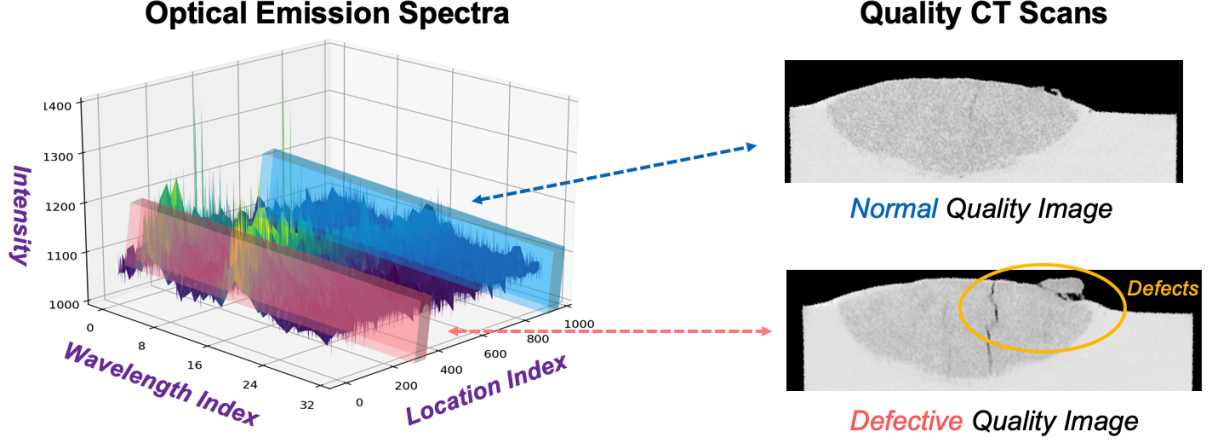 Optical Emission Spectra
Quality CT Scans
1400
1300
1200
1100
1000
Intensity
0
8
16
24
32
Wavelength Index
0
200
400
600
800
1000
Location Index
Normal Quality Image
Defects
Defective Quality Image